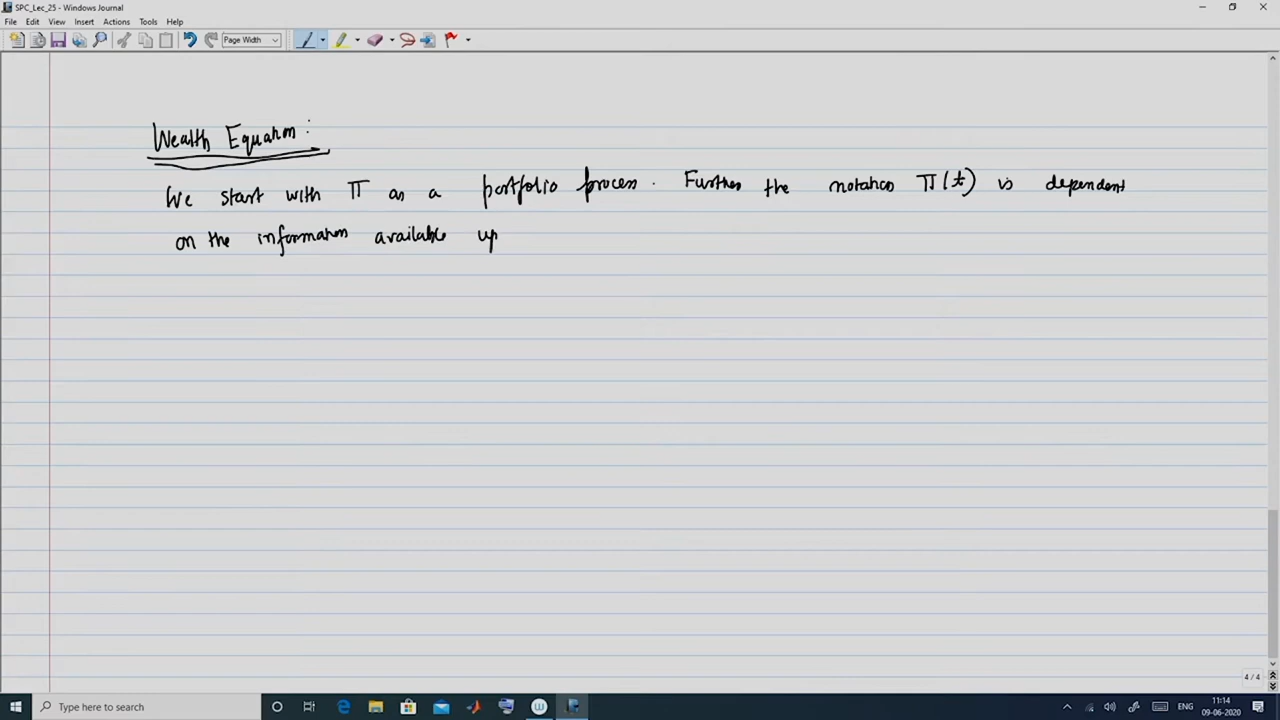 SPC_Lec_25 - Windows Journal
File Edit View Insert Actions Tools Help
Page Width
Wealth Equation:
We start with Π as a portfolio process. Further the notation Π(t) is dependent
on the information available up
4 / 4
Type here to search
ENG
11:14
09-06-2020